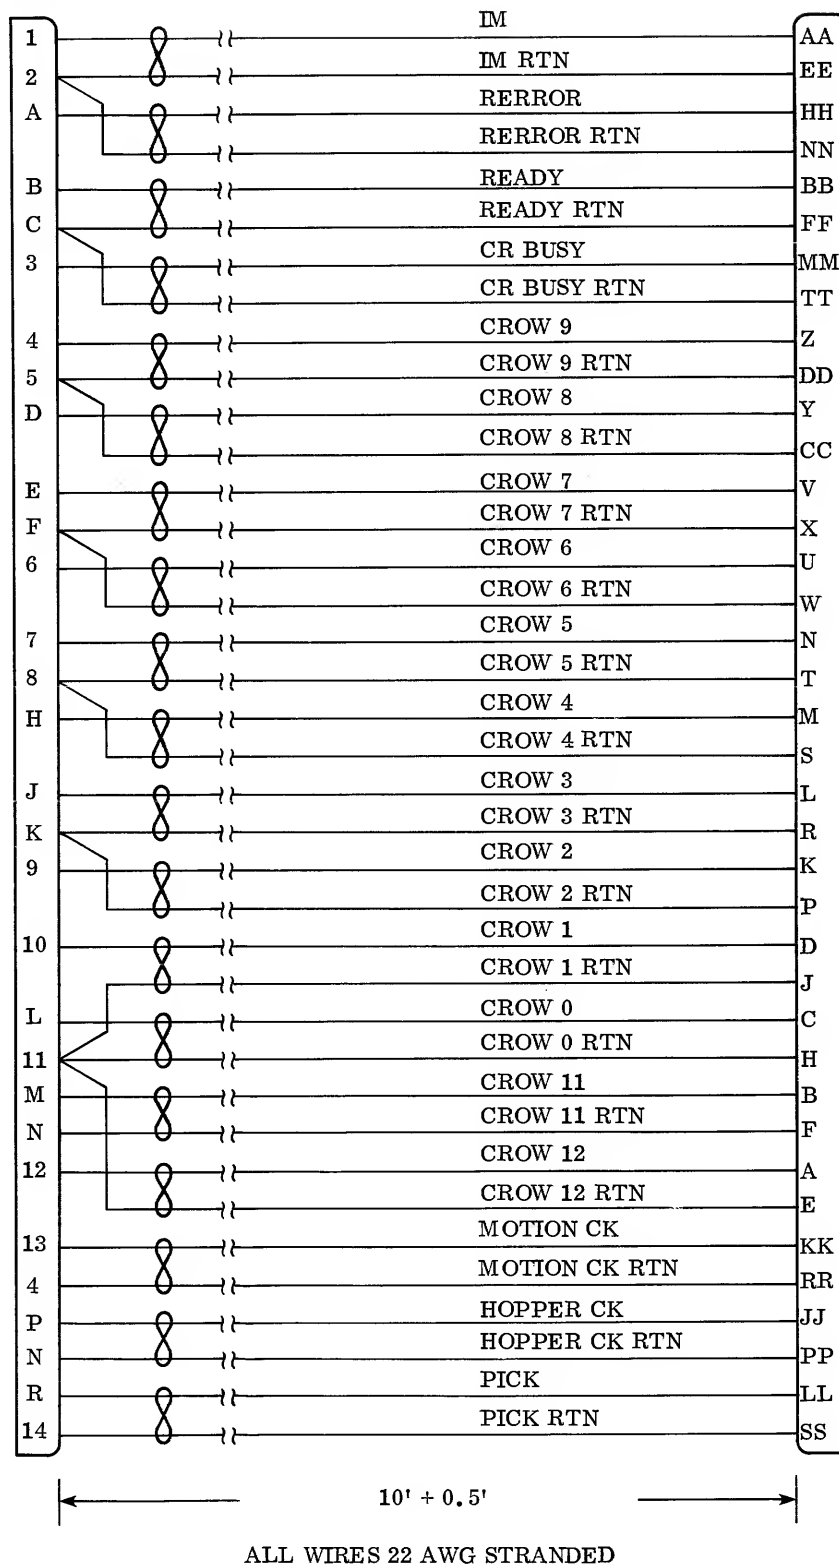 1 IM AA
2 IM RTN EE
A RERROR HH
RERROR RTN NN
B READY BB
C READY RTN FF
3 CR BUSY MM
CR BUSY RTN TT
4 CROW 9 Z
5 CROW 9 RTN DD
D CROW 8 Y
CROW 8 RTN CC
E CROW 7 V
F CROW 7 RTN X
6 CROW 6 U
CROW 6 RTN W
7 CROW 5 N
8 CROW 5 RTN T
H CROW 4 M
CROW 4 RTN S
J CROW 3 L
K CROW 3 RTN R
9 CROW 2 K
CROW 2 RTN P
10 CROW 1 D
CROW 1 RTN J
L CROW 0 C
11 CROW 0 RTN H
M CROW 11 B
N CROW 11 RTN F
12 CROW 12 A
CROW 12 RTN E
13 MOTION CK KK
4 MOTION CK RTN RR
P HOPPER CK JJ
N HOPPER CK RTN PP
R PICK LL
14 PICK RTN SS
10' + 0.5'
ALL WIRES 22 AWG STRANDED